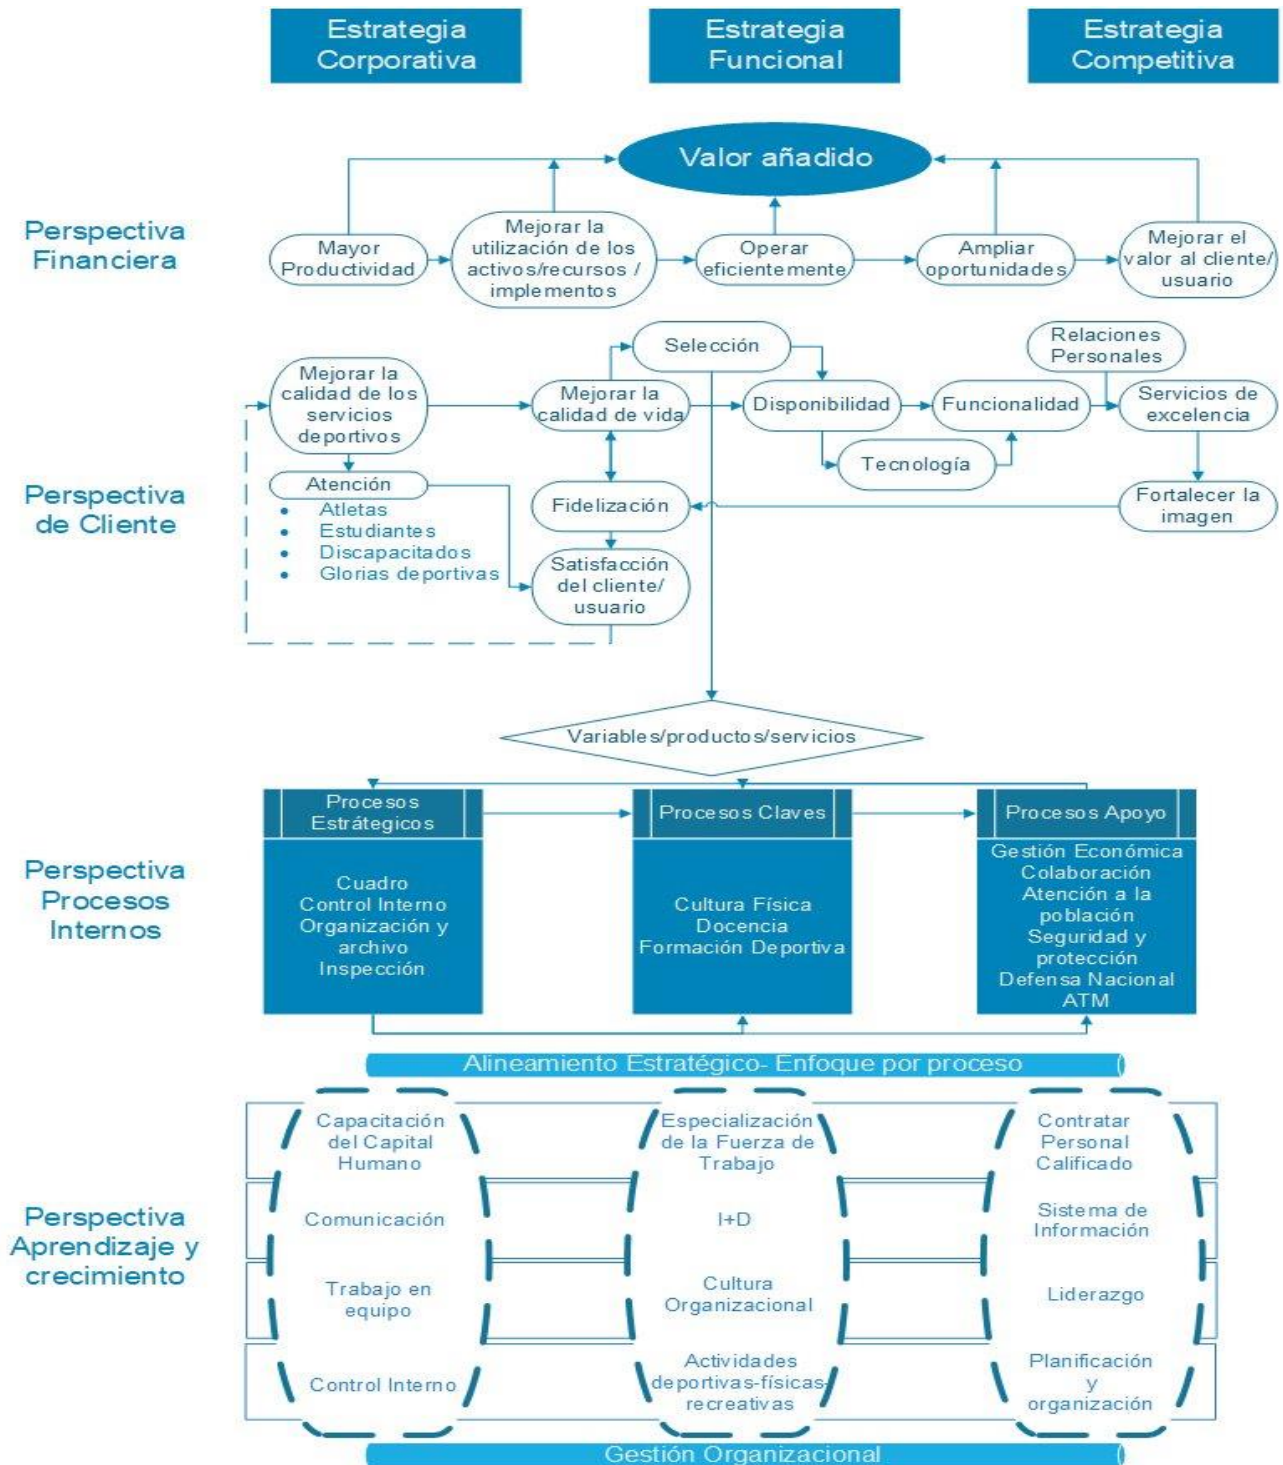 Estrategia
Corporativa
Estrategia
Funcional
Estrategia
Competitiva
Valor añadido
Perspectiva
Financiera
Mayor
Productividad
Mejorar la
utilización de los
activos/recursos /
implementos
Operar
eficientemente
Ampliar
oportunidades
Mejorar el
valor al cliente/
usuario
Perspectiva
de Cliente
Mejorar la
calidad de los
servicios
deportivos
Atención
• Atletas
• Estudiantes
• Discapacitados
• Glorias deportivas
Selección
Mejorar la
calidad de vida
Fidelización
Satisfacción
del cliente/
usuario
Disponibilidad
Tecnología
Funcionalidad
Relaciones
Personales
Servicios de
excelencia
Fortalecer la
imagen
Variables/productos/servicios
Perspectiva
Procesos
Internos
Procesos
Estrátegicos
Cuadro
Control Interno
Organización y
archivo
Inspección
Procesos Claves
Cultura Física
Docencia
Formación Deportiva
Procesos Apoyo
Gestión Económica
Colaboración
Atención a la
población
Seguridad y
protección
Defensa Nacional
ATM
Alineamiento Estratégico- Enfoque por proceso
Perspectiva
Aprendizaje y
crecimiento
Capacitación
del Capital
Humano
Especialización
de la Fuerza de
Trabajo
Contratar
Personal
Calificado
Comunicación
I+D
Sistema de
Información
Trabajo en
equipo
Cultura
Organizacional
Liderazgo
Control Interno
Actividades
deportivas-físicas-
recreativas
Planificación
y
organización
Gestión Organizacional